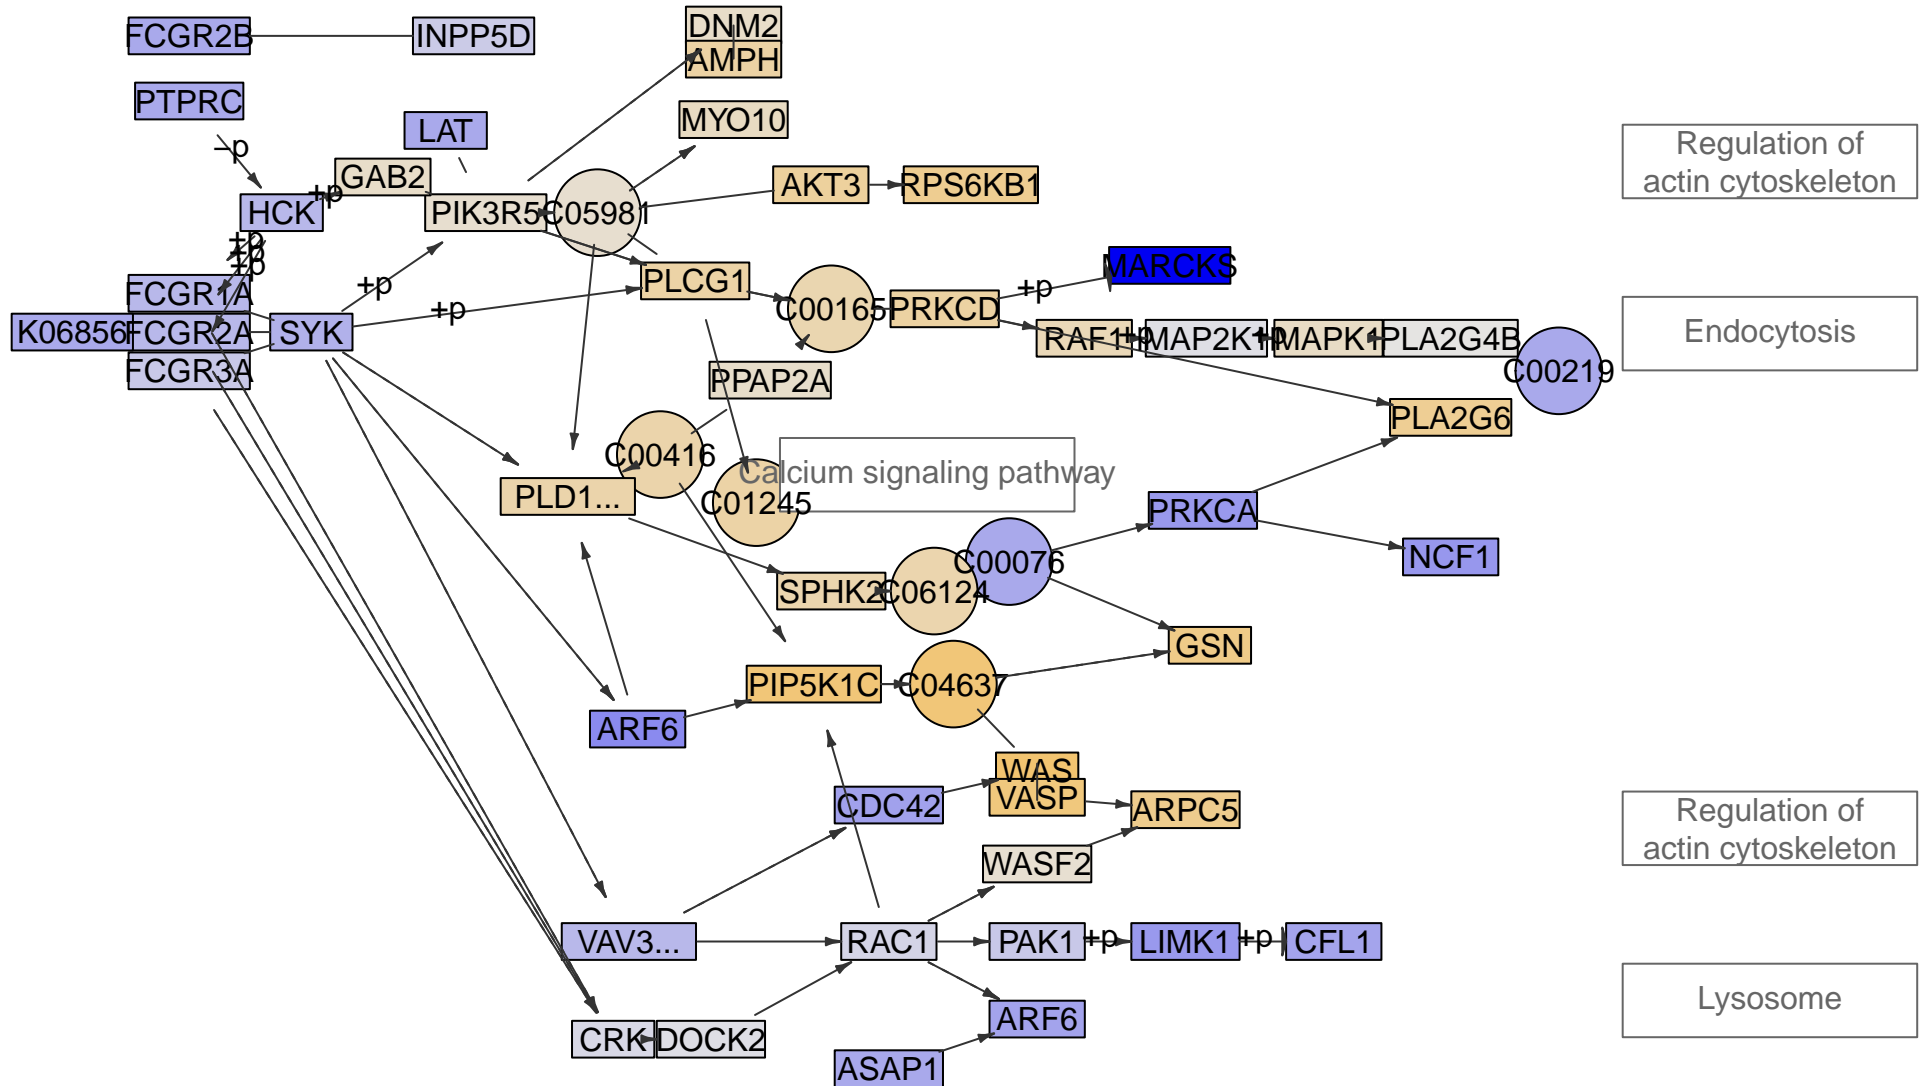 FCGR2B
INPP5D
DNM2
AMPH
PTPRC
LAT
MYO10
Regulation of
actin cytoskeleton
−p
GAB2
+p
HCK
PIK3R5
C05981
AKT3
RPS6KB1
+p
+p
+p
FCGR1A
+p
PLCG1
C00165
PRKCD
+p
MARCKS
K06856
FCGR2A
SYK
+p
RAF1
+p
MAP2K1
+p
MAPK1
PLA2G4B
C00219
Endocytosis
FCGR3A
PPAP2A
PLA2G6
C00416
Calcium signaling pathway
PLD1...
C01245
PRKCA
NCF1
C00076
SPHK2
C06124
GSN
PIP5K1C
C04637
ARF6
WAS
VASP
CDC42
ARPC5
Regulation of
actin cytoskeleton
WASF2
VAV3...
RAC1
PAK1
+p
LIMK1
+p
CFL1
Lysosome
ARF6
CRK
DOCK2
ASAP1